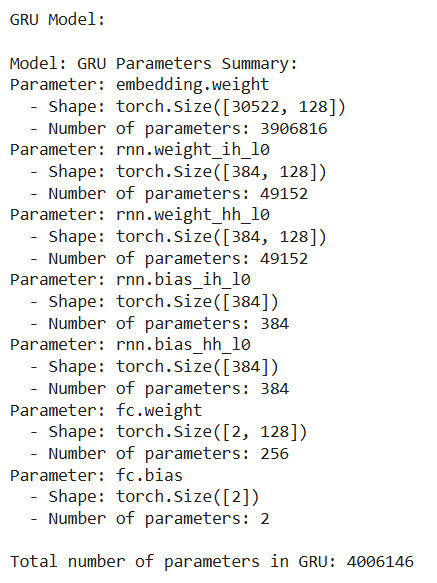 GRU Model:
Model: GRU Parameters Summary:
Parameter: embedding.weight
- Shape: torch.Size([30522, 128])
- Number of parameters: 3906816
Parameter: rnn.weight_ih_l0
- Shape: torch.Size([384, 128])
- Number of parameters: 49152
Parameter: rnn.weight_hh_l0
- Shape: torch.Size([384, 128])
- Number of parameters: 49152
Parameter: rnn.bias_ih_l0
- Shape: torch.Size([384])
- Number of parameters: 384
Parameter: rnn.bias_hh_l0
- Shape: torch.Size([384])
- Number of parameters: 384
Parameter: fc.weight
- Shape: torch.Size([2, 128])
- Number of parameters: 256
Parameter: fc.bias
- Shape: torch.Size([2])
- Number of parameters: 2
Total number of parameters in GRU: 4006146